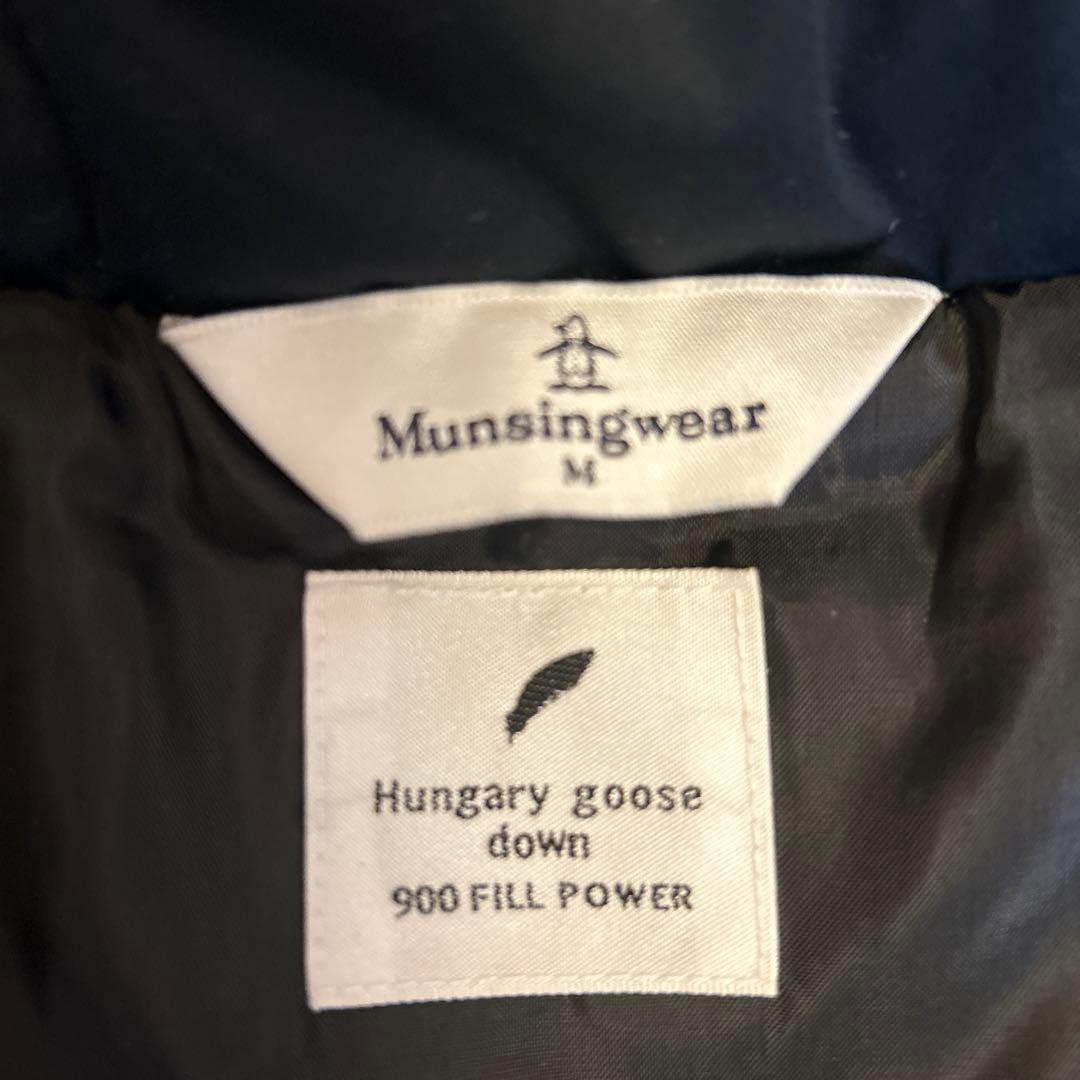 Munsingwear
M
Hungary goose
down
900 FILL POWER